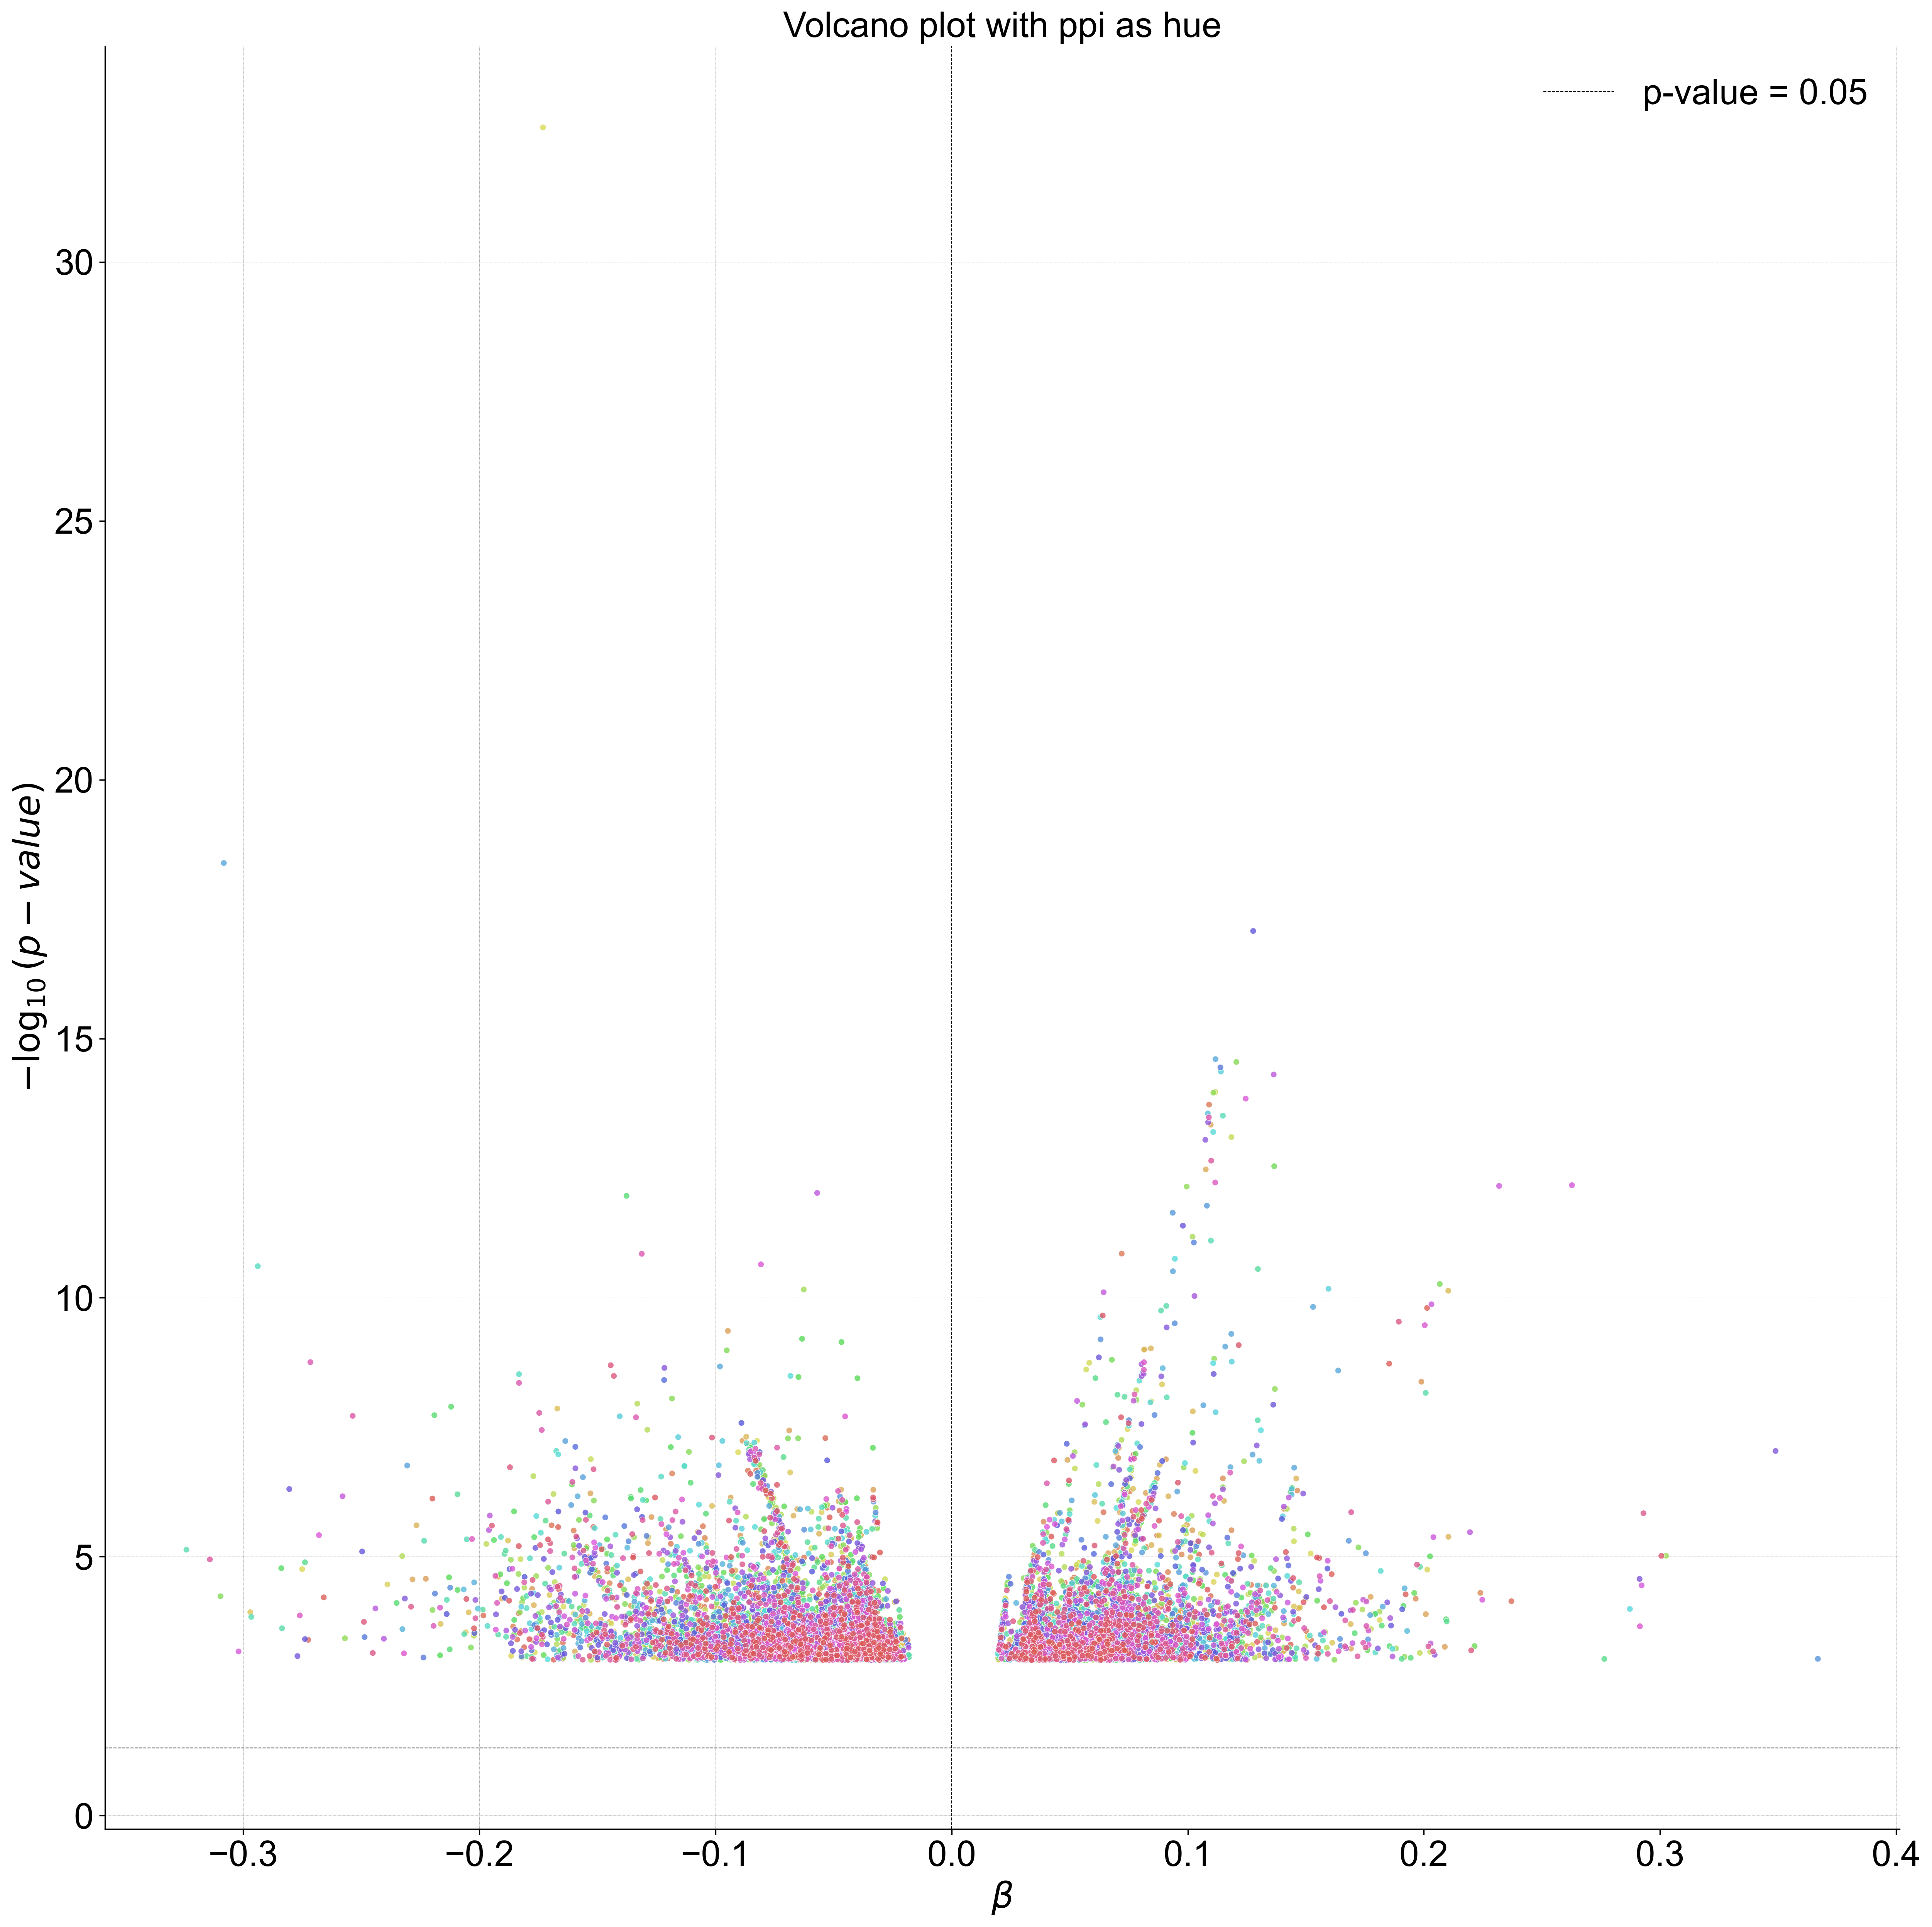 Volcano plot with ppi as hue
p-value = 0.05
30
25
20
15
10
5
0
−log₁₀(p − value)
−0.3 −0.2 −0.1 0.0 0.1 0.2 0.3 0.4
β